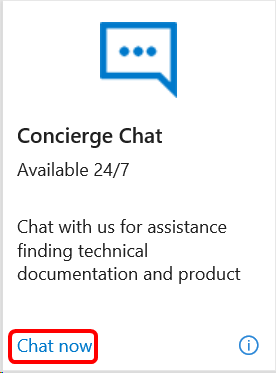 Concierge Chat
Available 24/7
Chat with us for assistance
finding technical
documentation and product
Chat now